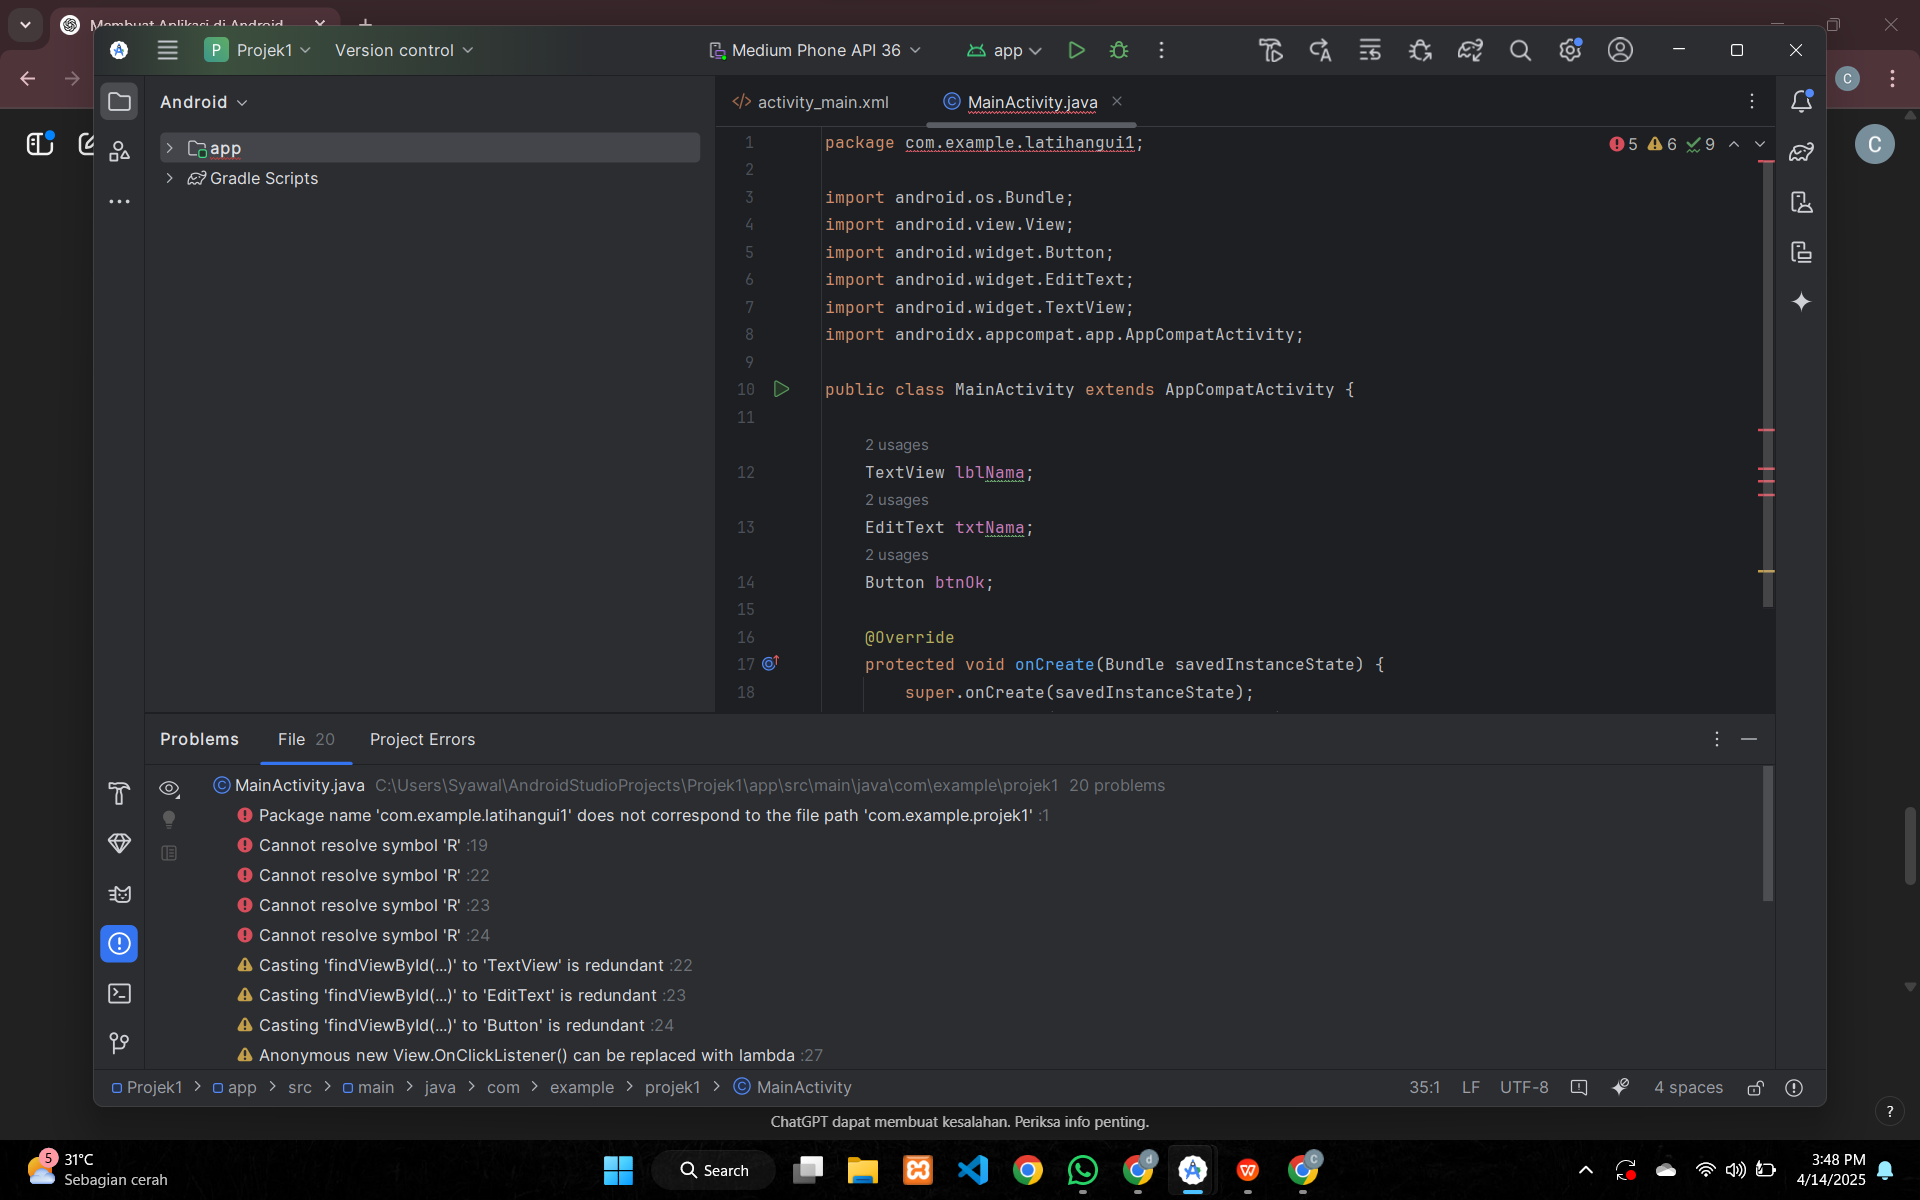 Membuat Aplikasi di Android
P Projek1 Version control Medium Phone API 36 app
C
Android
activity_main.xml MainActivity.java
app
Gradle Scripts
C
5 6 9
1 package com.example.latihangui1;
2
3 import android.os.Bundle;
4 import android.view.View;
5 import android.widget.Button;
6 import android.widget.EditText;
7 import android.widget.TextView;
8 import androidx.appcompat.app.AppCompatActivity;
9
10 public class MainActivity extends AppCompatActivity {
11
2 usages
12 TextView lblNama;
2 usages
13 EditText txtNama;
2 usages
14 Button btnOk;
15
16 @Override
17 protected void onCreate(Bundle savedInstanceState) {
18 super.onCreate(savedInstanceState);
Problems File 20 Project Errors
MainActivity.java C:\Users\Syawal\AndroidStudioProjects\Projek1\app\src\main\java\com\example\projek1 20 problems
Package name 'com.example.latihangui1' does not correspond to the file path 'com.example.projek1' :1
Cannot resolve symbol 'R' :19
Cannot resolve symbol 'R' :22
Cannot resolve symbol 'R' :23
Cannot resolve symbol 'R' :24
Casting 'findViewById(...)' to 'TextView' is redundant :22
Casting 'findViewById(...)' to 'EditText' is redundant :23
Casting 'findViewById(...)' to 'Button' is redundant :24
Anonymous new View.OnClickListener() can be replaced with lambda :27
Projek1 > app > src > main > java > com > example > projek1 > MainActivity 35:1 LF UTF-8 4 spaces
ChatGPT dapat membuat kesalahan. Periksa info penting.
?
5 31°C
Sebagian cerah
Search
d
C
3:48 PM
4/14/2025